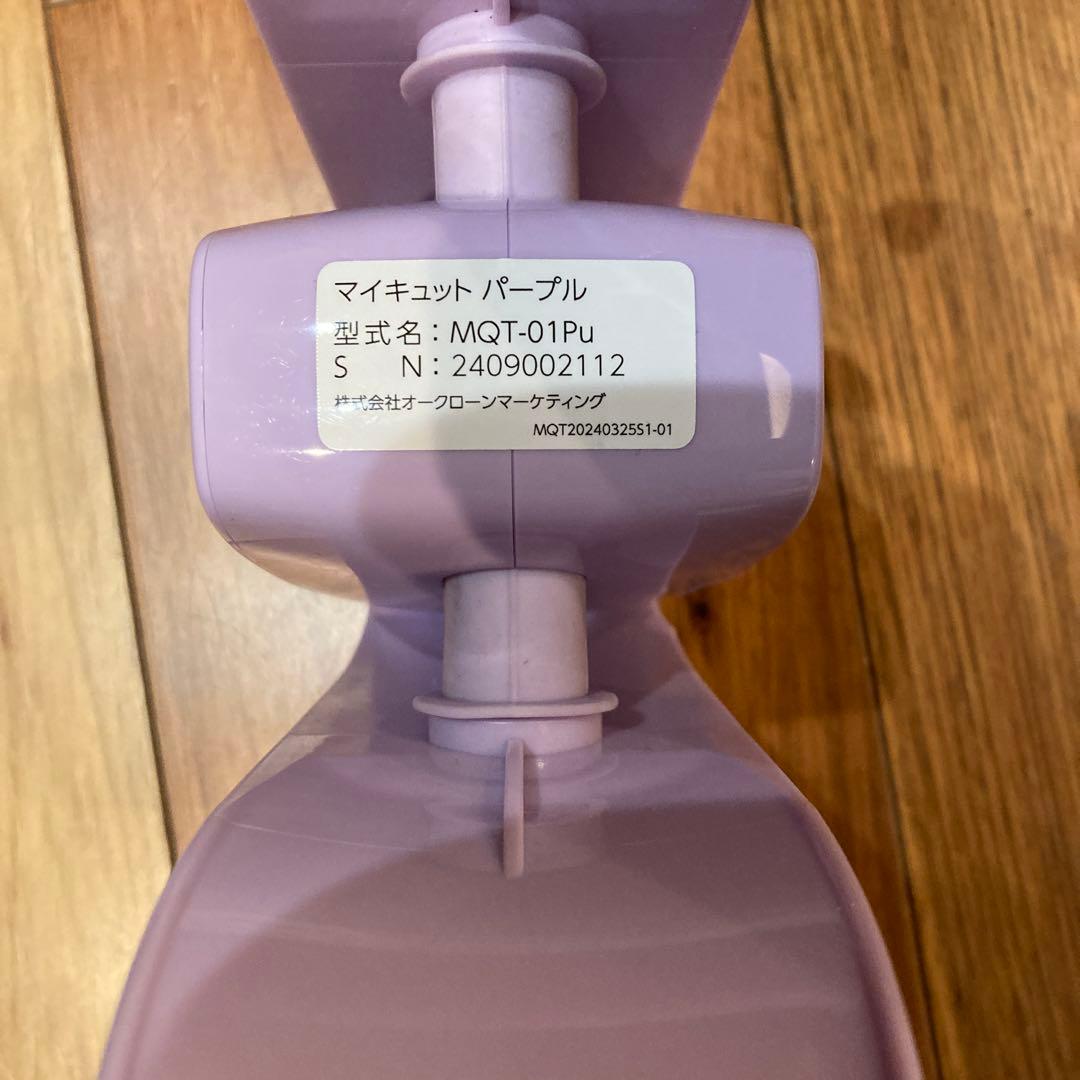 マイキュット パープル
型式名：MQT-01Pu
S　N：2409002112
株式会社オークローンマーケティング
MQT20240325S1-01